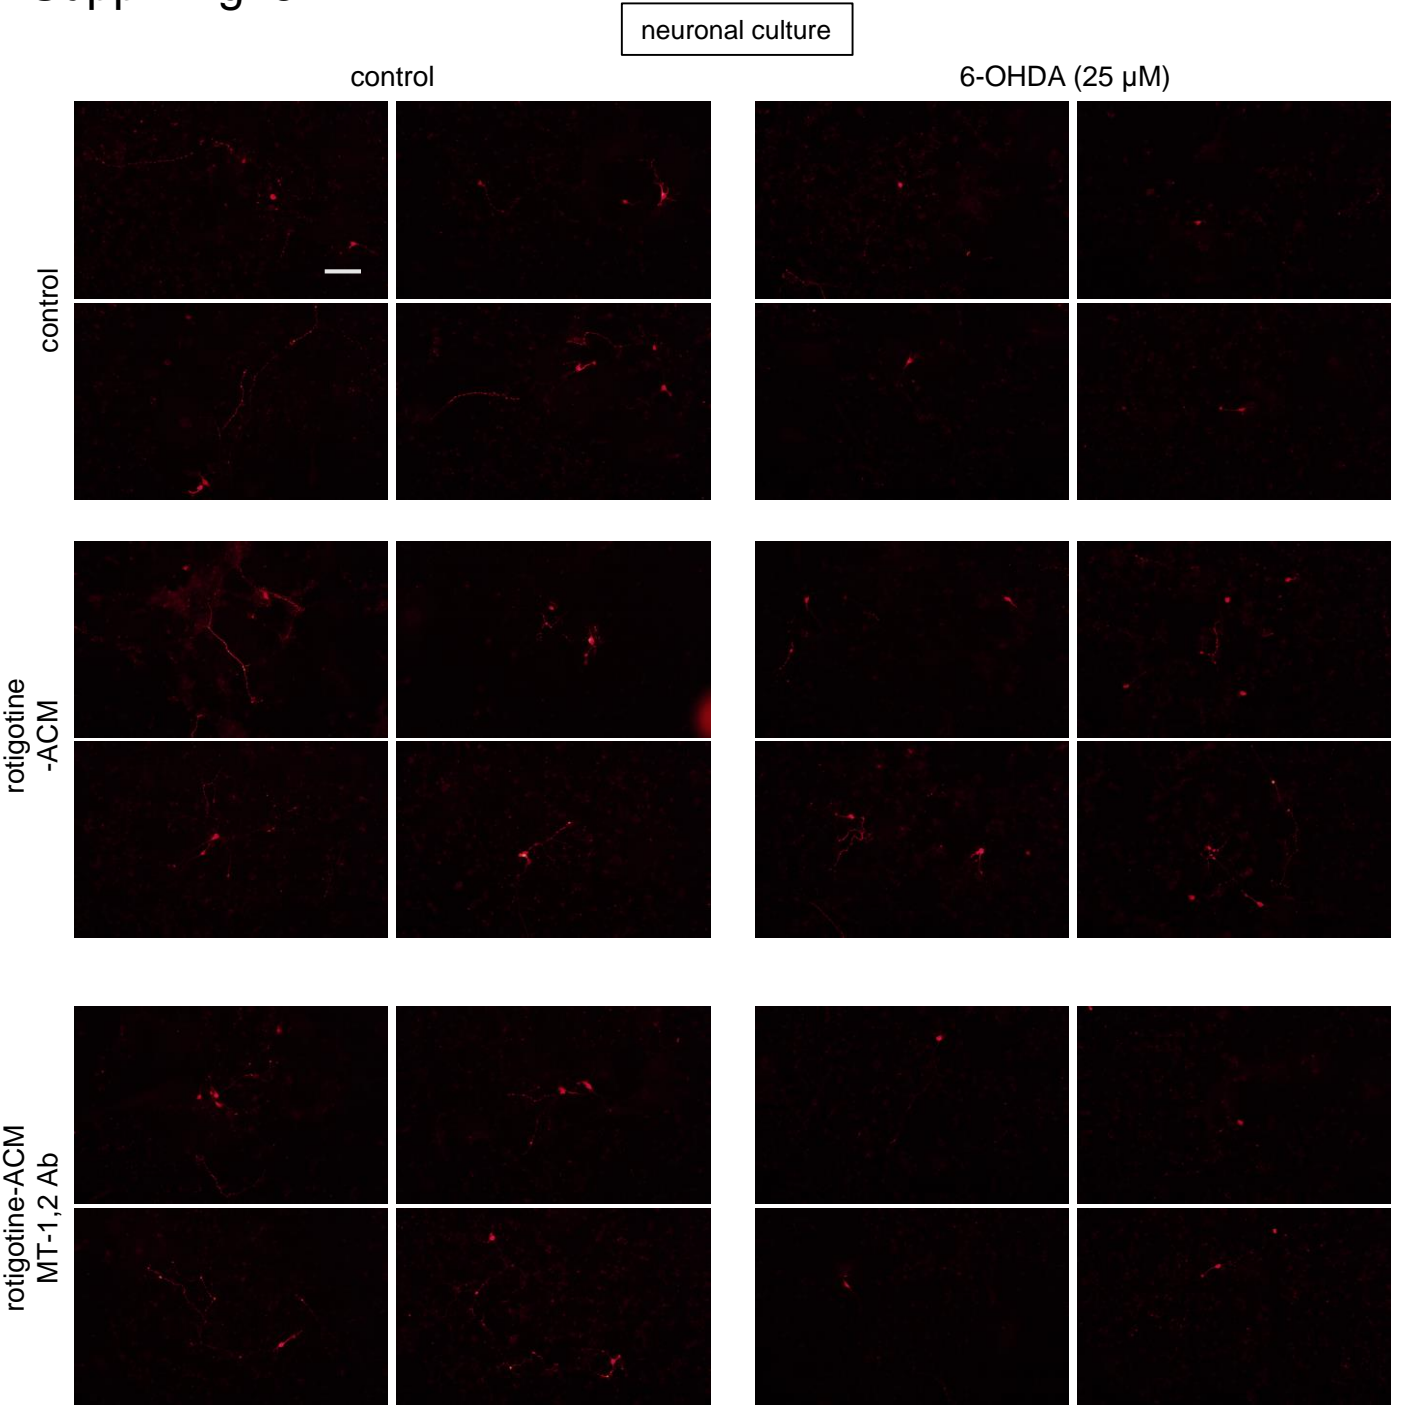 neuronal culture
control
6-OHDA (25 µM)
control
rotigotine
-ACM
rotigotine-ACM
MT-1,2 Ab